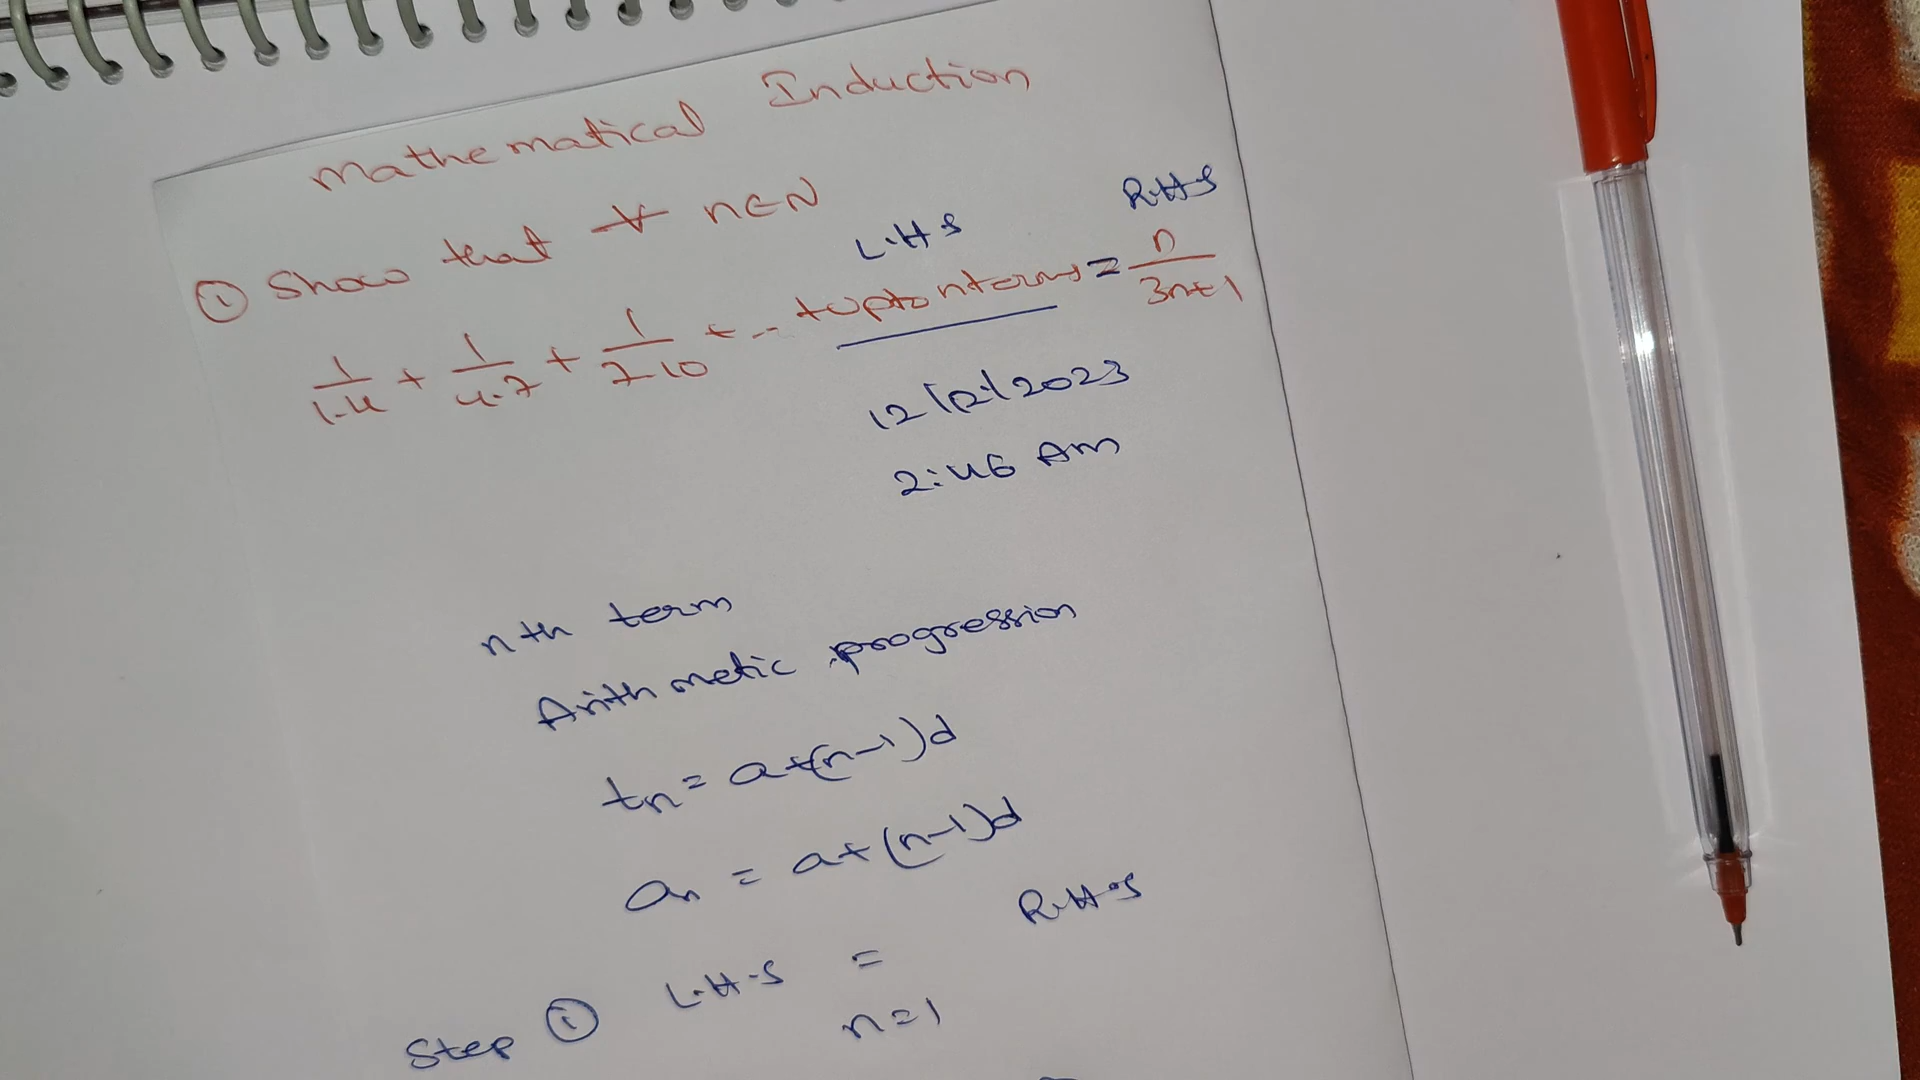 Mathematical Induction
① Show that ∀ n∈N
L.H.S R.H.S
1/1.4 + 1/4.7 + 1/7.10 + ... + upto n terms = n/3n+1
12/12/2023
2:46 Am
nth term
Arithmetic progression
tn = a+(n-1)d
an = a+(n-1)d
Step ① L.H.S = R.H.S
n=1